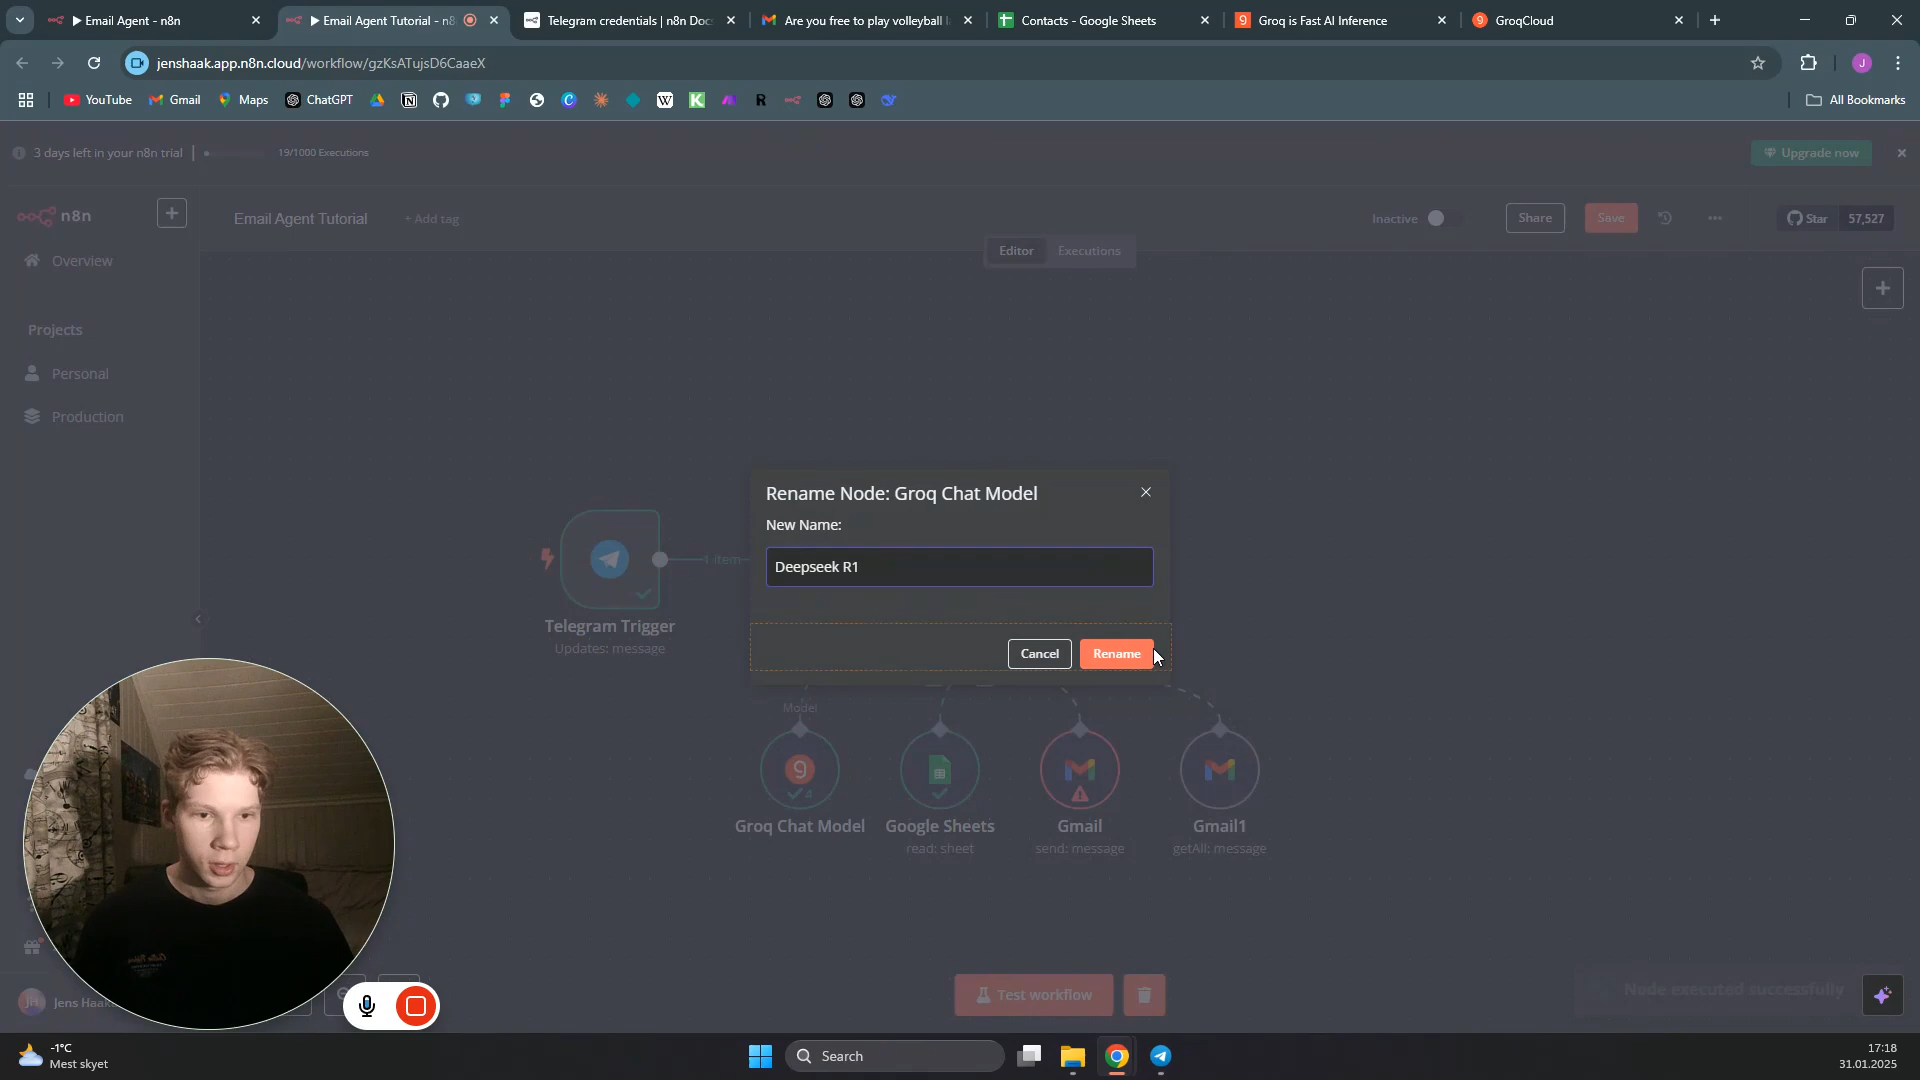 Email Agent - n8n
Email Agent Tutorial - n8
Telegram credentials | n8n Doc
Are you free to play volleyball
Contacts - Google Sheets
Groq is Fast AI Inference
GroqCloud
jenshaak.app.n8n.cloud/workflow/gzKsATujsD6CaaeX
J
YouTube
Gmail
Maps
ChatGPT
All Bookmarks
3 days left in your n8n trial
19/1000 Executions
Upgrade now
n8n
Email Agent Tutorial
+ Add tag
Inactive
Share
Save
Star
57,527
Editor
Executions
Overview
Projects
Personal
Production
Rename Node: Groq Chat Model
New Name:
Deepseek R1
Cancel
Rename
1 item
Telegram Trigger
Updates: message
Model
Groq Chat Model
Google Sheets
read: sheet
Gmail
send: message
Gmail1
getAll: message
Test workflow
Node executed successfully
JH
Jens Haak
-1°C
Mest skyet
Search
17:18
31.01.2025